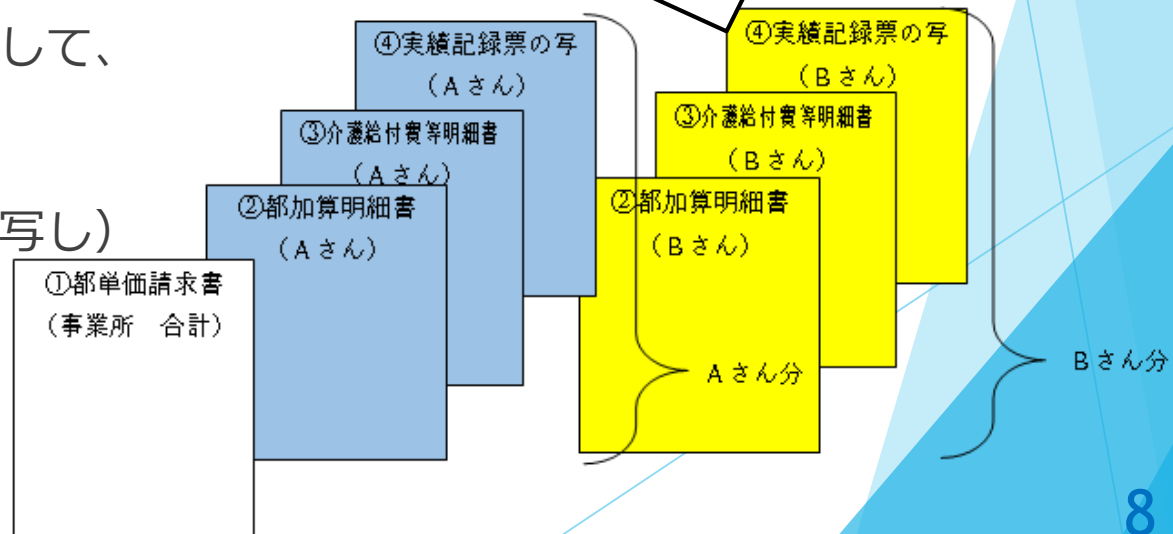 して、
写し）
①都単価請求書
（事業所　合計）
②都加算明細書
（Aさん）
③介護給付費等明細書
（Aさん）
④実績記録票の写
（Aさん）
Aさん分
②都加算明細書
（Bさん）
③介護給付費等明細書
（Bさん）
④実績記録票の写
（Bさん）
Bさん分
8